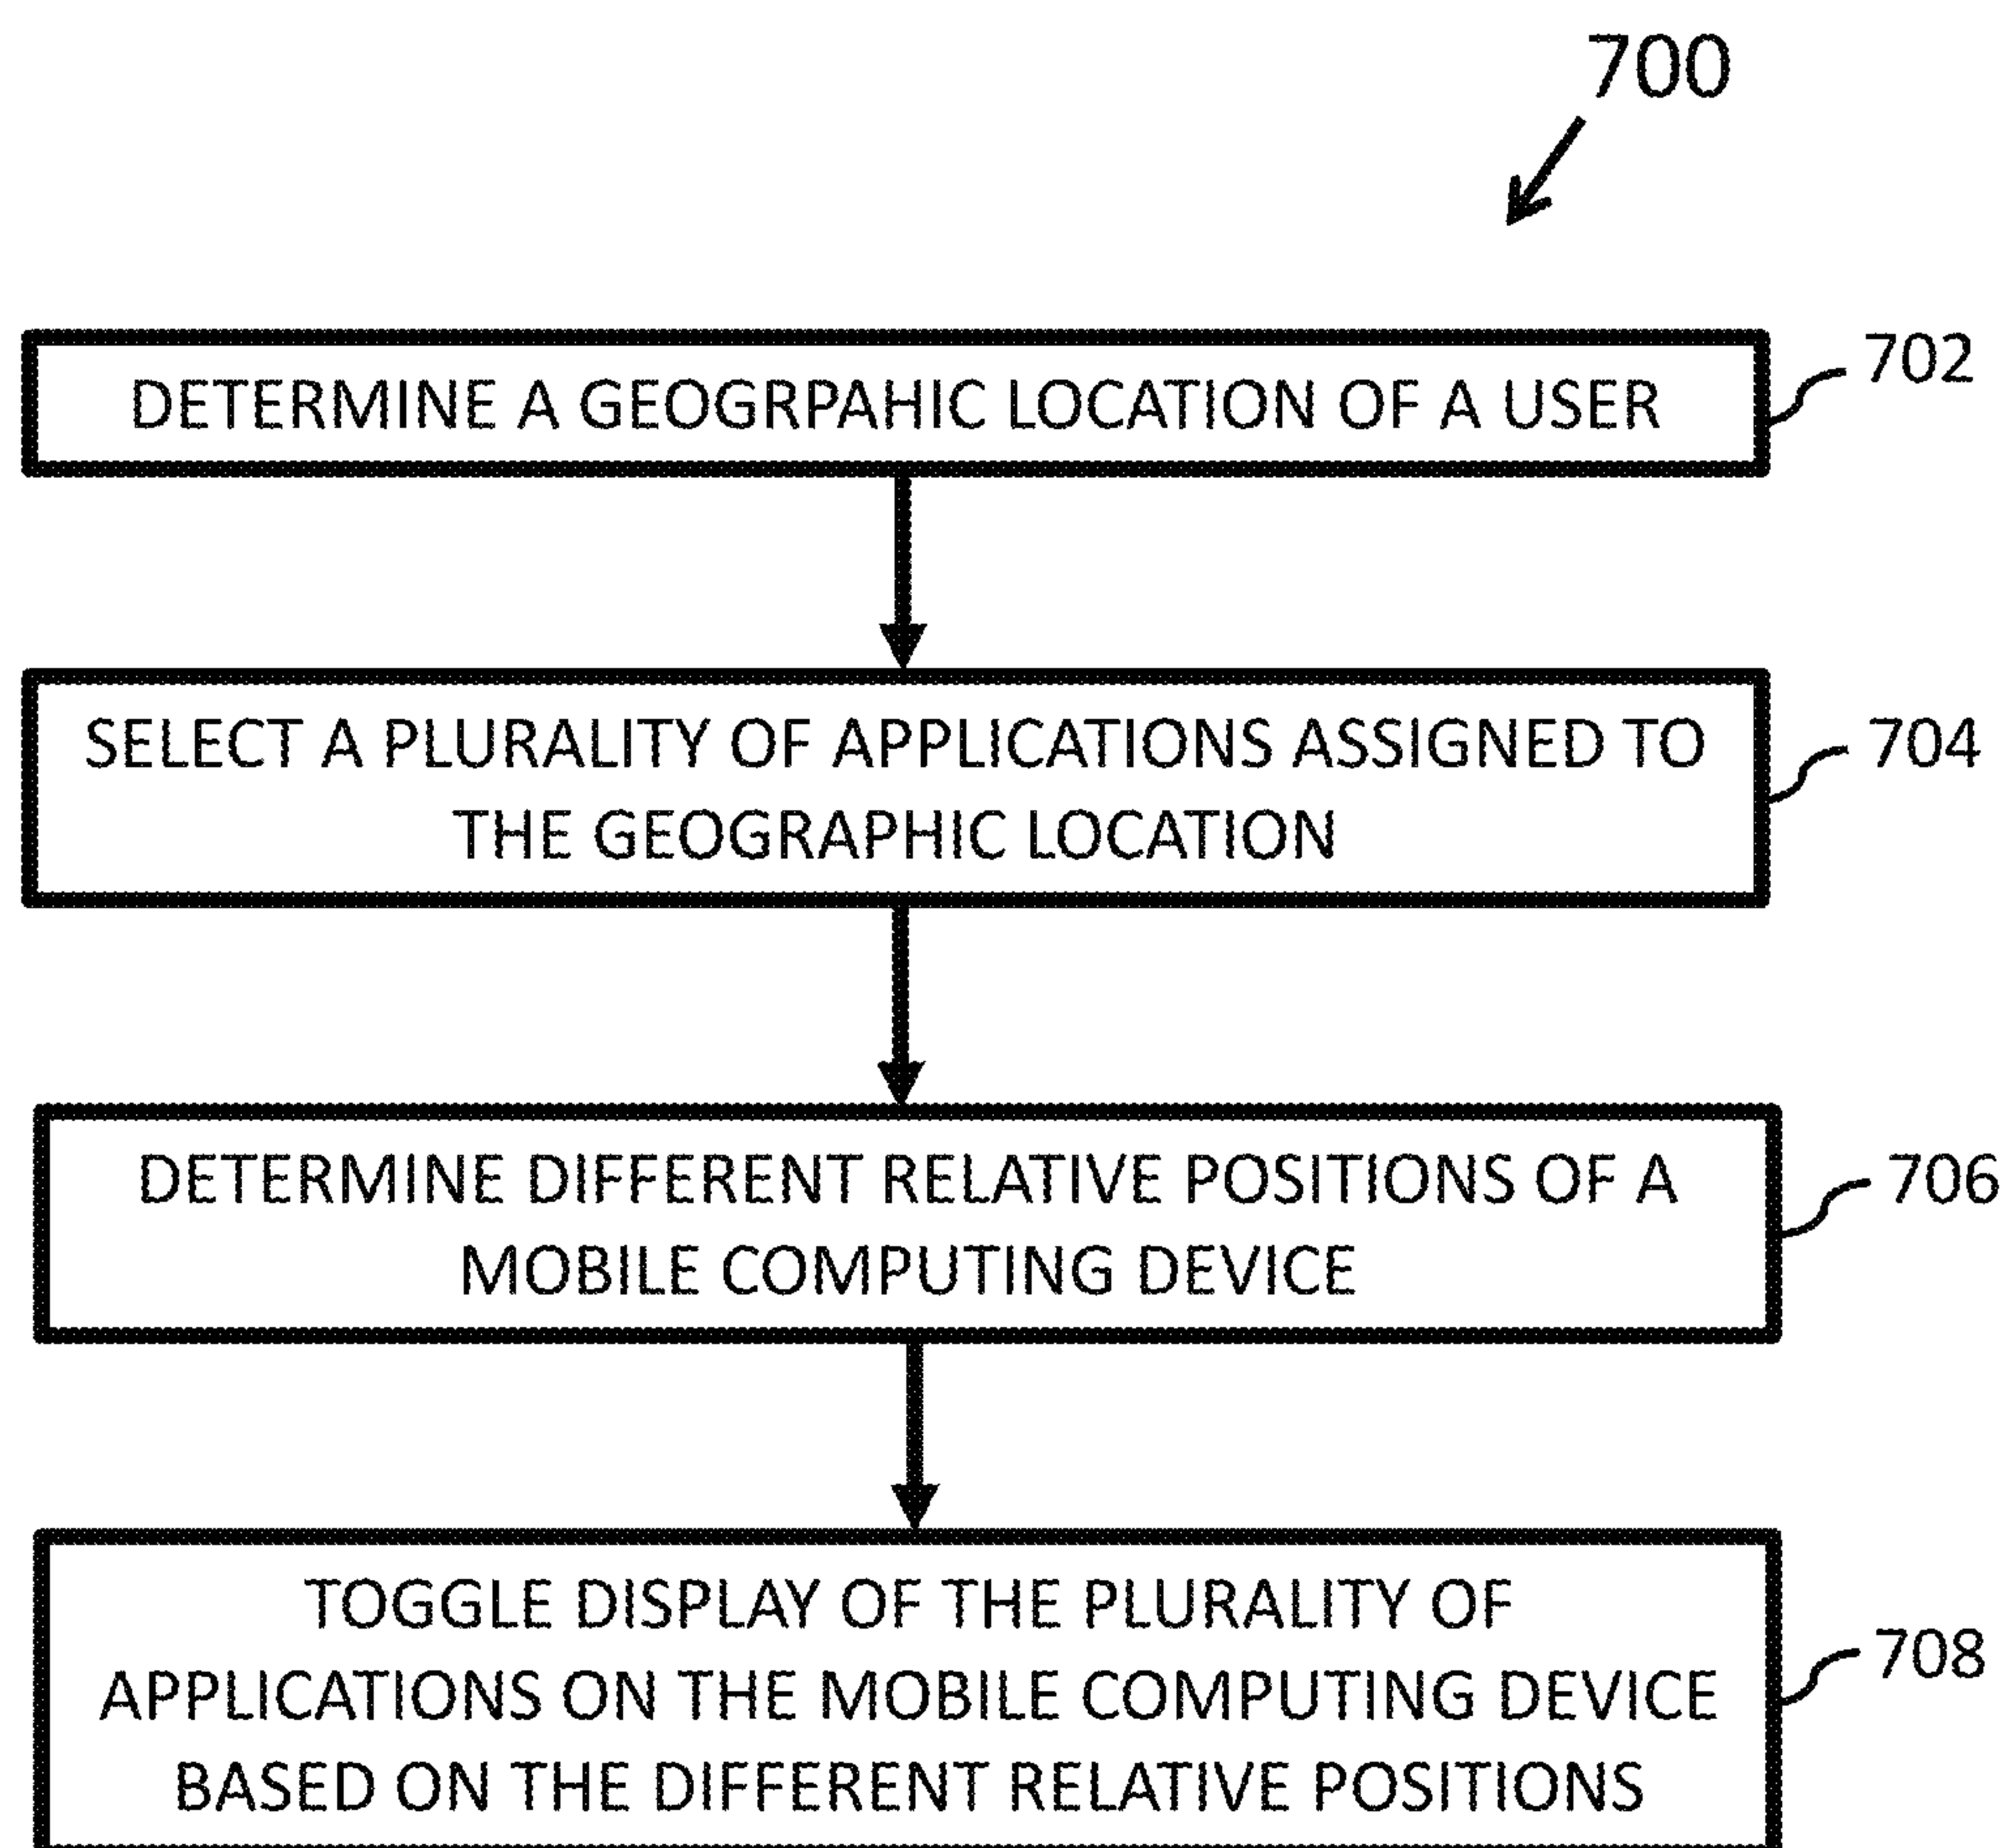 700
DETERMINE A GEOGRPAHIC LOCATION OF A USER
702
SELECT A PLURALITY OF APPLICATIONS ASSIGNED TO
THE GEOGRAPHIC LOCATION
704
DETERMINE DIFFERENT RELATIVE POSITIONS OF A
MOBILE COMPUTING DEVICE
706
TOGGLE DISPLAY OF THE PLURALITY OF
APPLICATIONS ON THE MOBILE COMPUTING DEVICE
BASED ON THE DIFFERENT RELATIVE POSITIONS
708